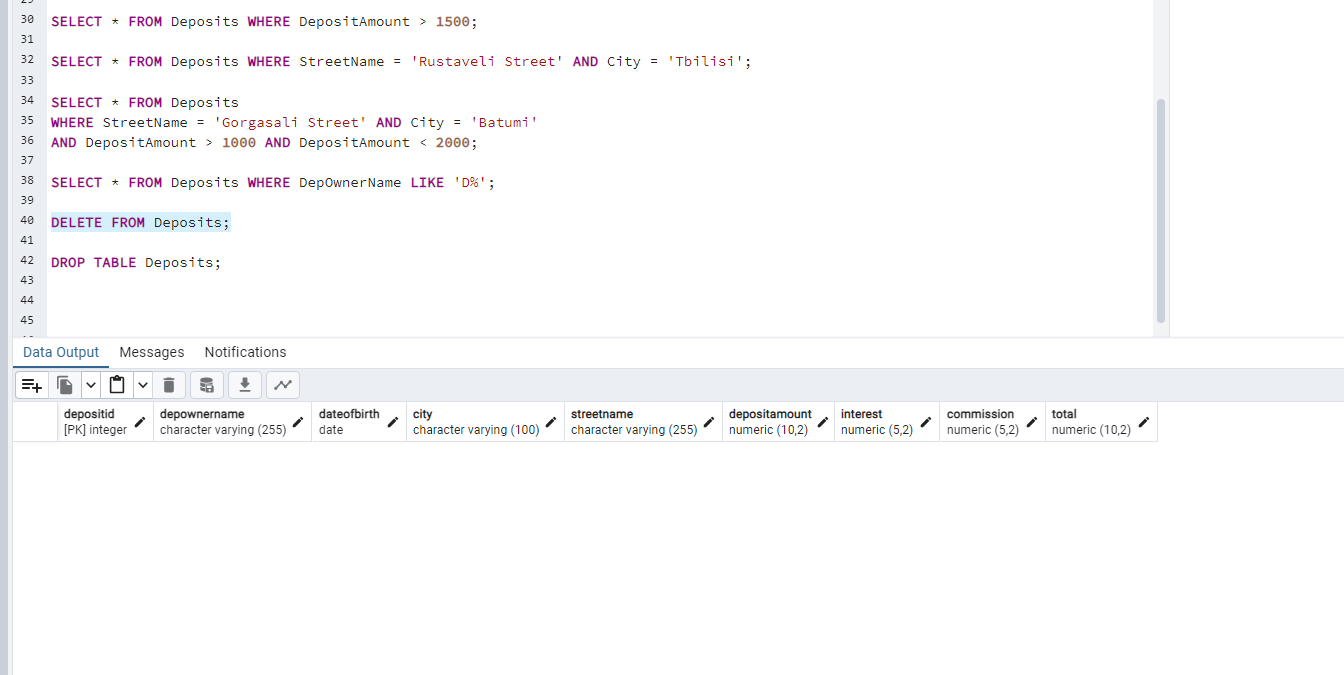 30 SELECT * FROM Deposits WHERE DepositAmount > 1500;
31
32 SELECT * FROM Deposits WHERE StreetName = 'Rustaveli Street' AND City = 'Tbilisi';
33
34 SELECT * FROM Deposits
35 WHERE StreetName = 'Gorgasali Street' AND City = 'Batumi'
36 AND DepositAmount > 1000 AND DepositAmount < 2000;
37
38 SELECT * FROM Deposits WHERE DepOwnerName LIKE 'D%';
39
40 DELETE FROM Deposits;
41
42 DROP TABLE Deposits;
43
44
45
Data Output Messages Notifications
depositid depownername dateofbirth city streetname depositamount interest commission total
[PK] integer character varying (255) date character varying (100) character varying (255) numeric (10,2) numeric (5,2) numeric (5,2) numeric (10,2)